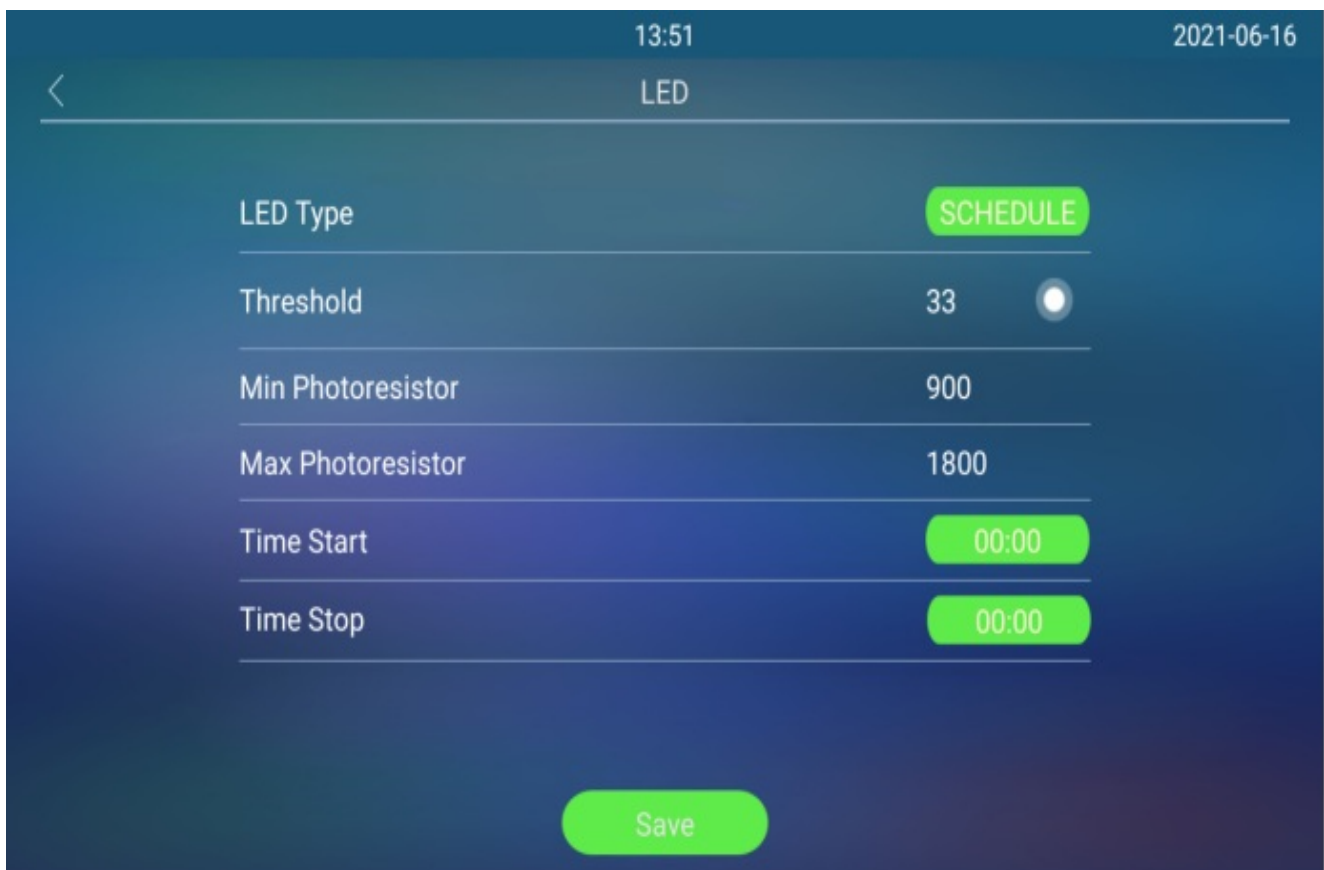 13:51 2021-06-16
LED
LED Type SCHEDULE
Threshold 33
Min Photoresistor 900
Max Photoresistor 1800
Time Start 00:00
Time Stop 00:00
Save